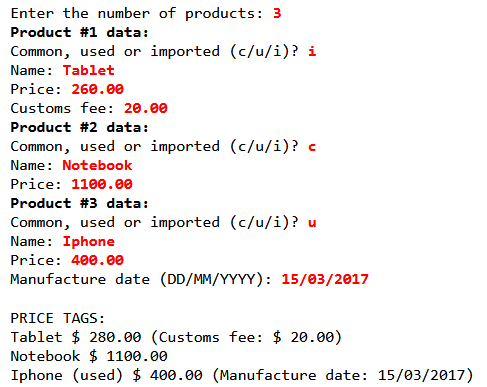 Enter the number of products: 3
Product #1 data:
Common, used or imported (c/u/i)? i
Name: Tablet
Price: 260.00
Customs fee: 20.00
Product #2 data:
Common, used or imported (c/u/i)? c
Name: Notebook
Price: 1100.00
Product #3 data:
Common, used or imported (c/u/i)? u
Name: Iphone
Price: 400.00
Manufacture date (DD/MM/YYYY): 15/03/2017
PRICE TAGS:
Tablet $ 280.00 (Customs fee: $ 20.00)
Notebook $ 1100.00
Iphone (used) $ 400.00 (Manufacture date: 15/03/2017)